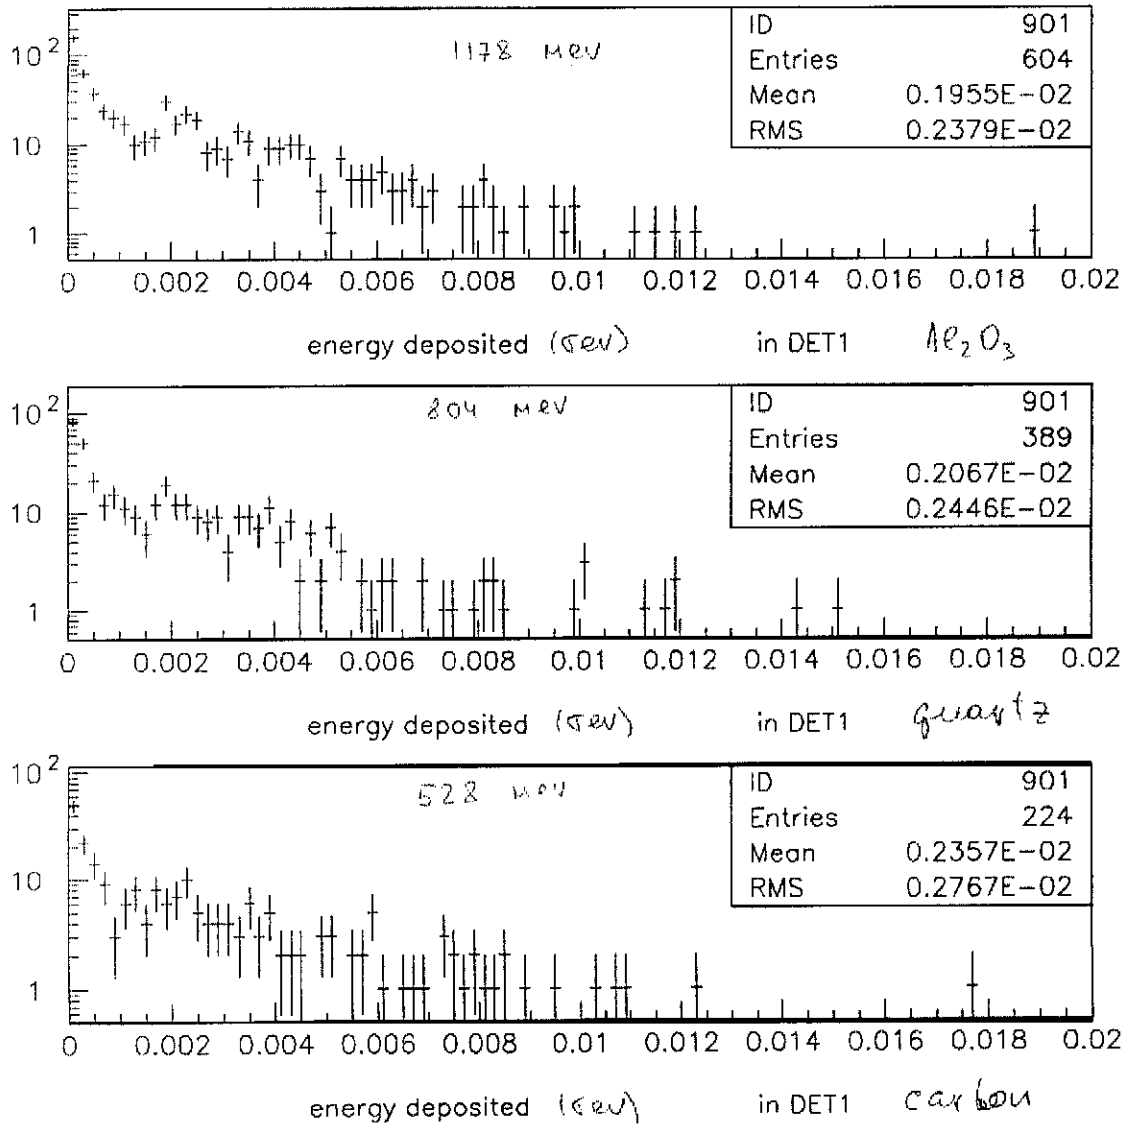 10²
10
1
1178 MeV
ID 901
Entries 604
Mean 0.1955E-02
RMS 0.2379E-02
0 0.002 0.004 0.006 0.008 0.01 0.012 0.014 0.016 0.018 0.02
energy deposited (GeV) in DET1 Al₂O₃
10²
10
1
804 MeV
ID 901
Entries 389
Mean 0.2067E-02
RMS 0.2446E-02
0 0.002 0.004 0.006 0.008 0.01 0.012 0.014 0.016 0.018 0.02
energy deposited (GeV) in DET1 quartz
10²
10
1
528 MeV
ID 901
Entries 224
Mean 0.2357E-02
RMS 0.2767E-02
0 0.002 0.004 0.006 0.008 0.01 0.012 0.014 0.016 0.018 0.02
energy deposited (GeV) in DET1 carbon